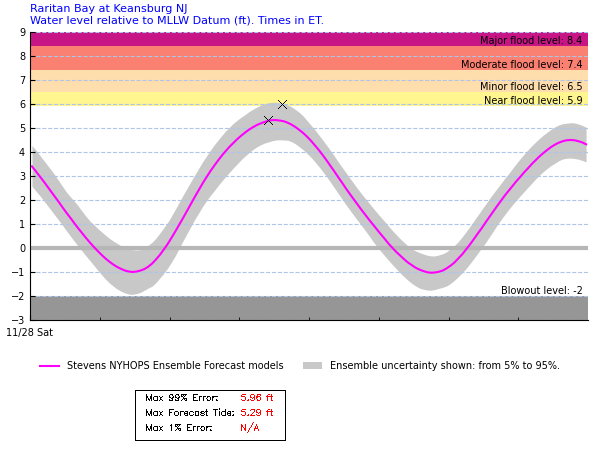 Raritan Bay at Keansburg NJ
Water level relative to MLLW Datum (ft). Times in ET.
9
Major flood level: 8.4
8
Moderate flood level: 7.4
7
Minor flood level: 6.5
Near flood level: 5.9
6
5
4
3
2
1
0
−1
Blowout level: -2
−2
−3
11/28 Sat
Stevens NYHOPS Ensemble Forecast models
Ensemble uncertainty shown: from 5% to 95%.
Max 99% Error: 5.96 ft
Max Forecast Tide: 5.29 ft
Max 1% Error: N/A